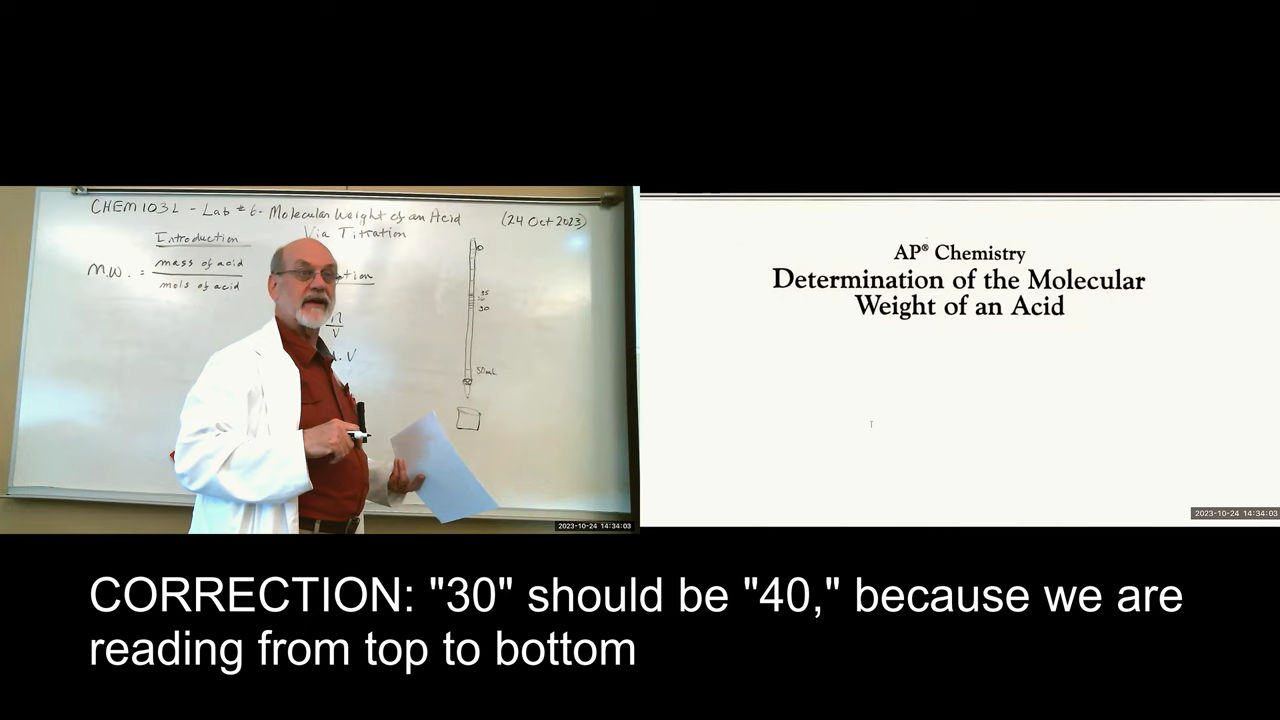 CHEM 103L - Lab #6 - Molecular Weight of an Acid (24 Oct 2023)
Via Titration
Introduction
M.W. = mass of acid
mols of acid
tion
n
V
. V
0
35
30
50mL
2023-10-24 14:34:03
AP® Chemistry
Determination of the Molecular
Weight of an Acid
2023-10-24 14:34:03
CORRECTION: "30" should be "40," because we are
reading from top to bottom